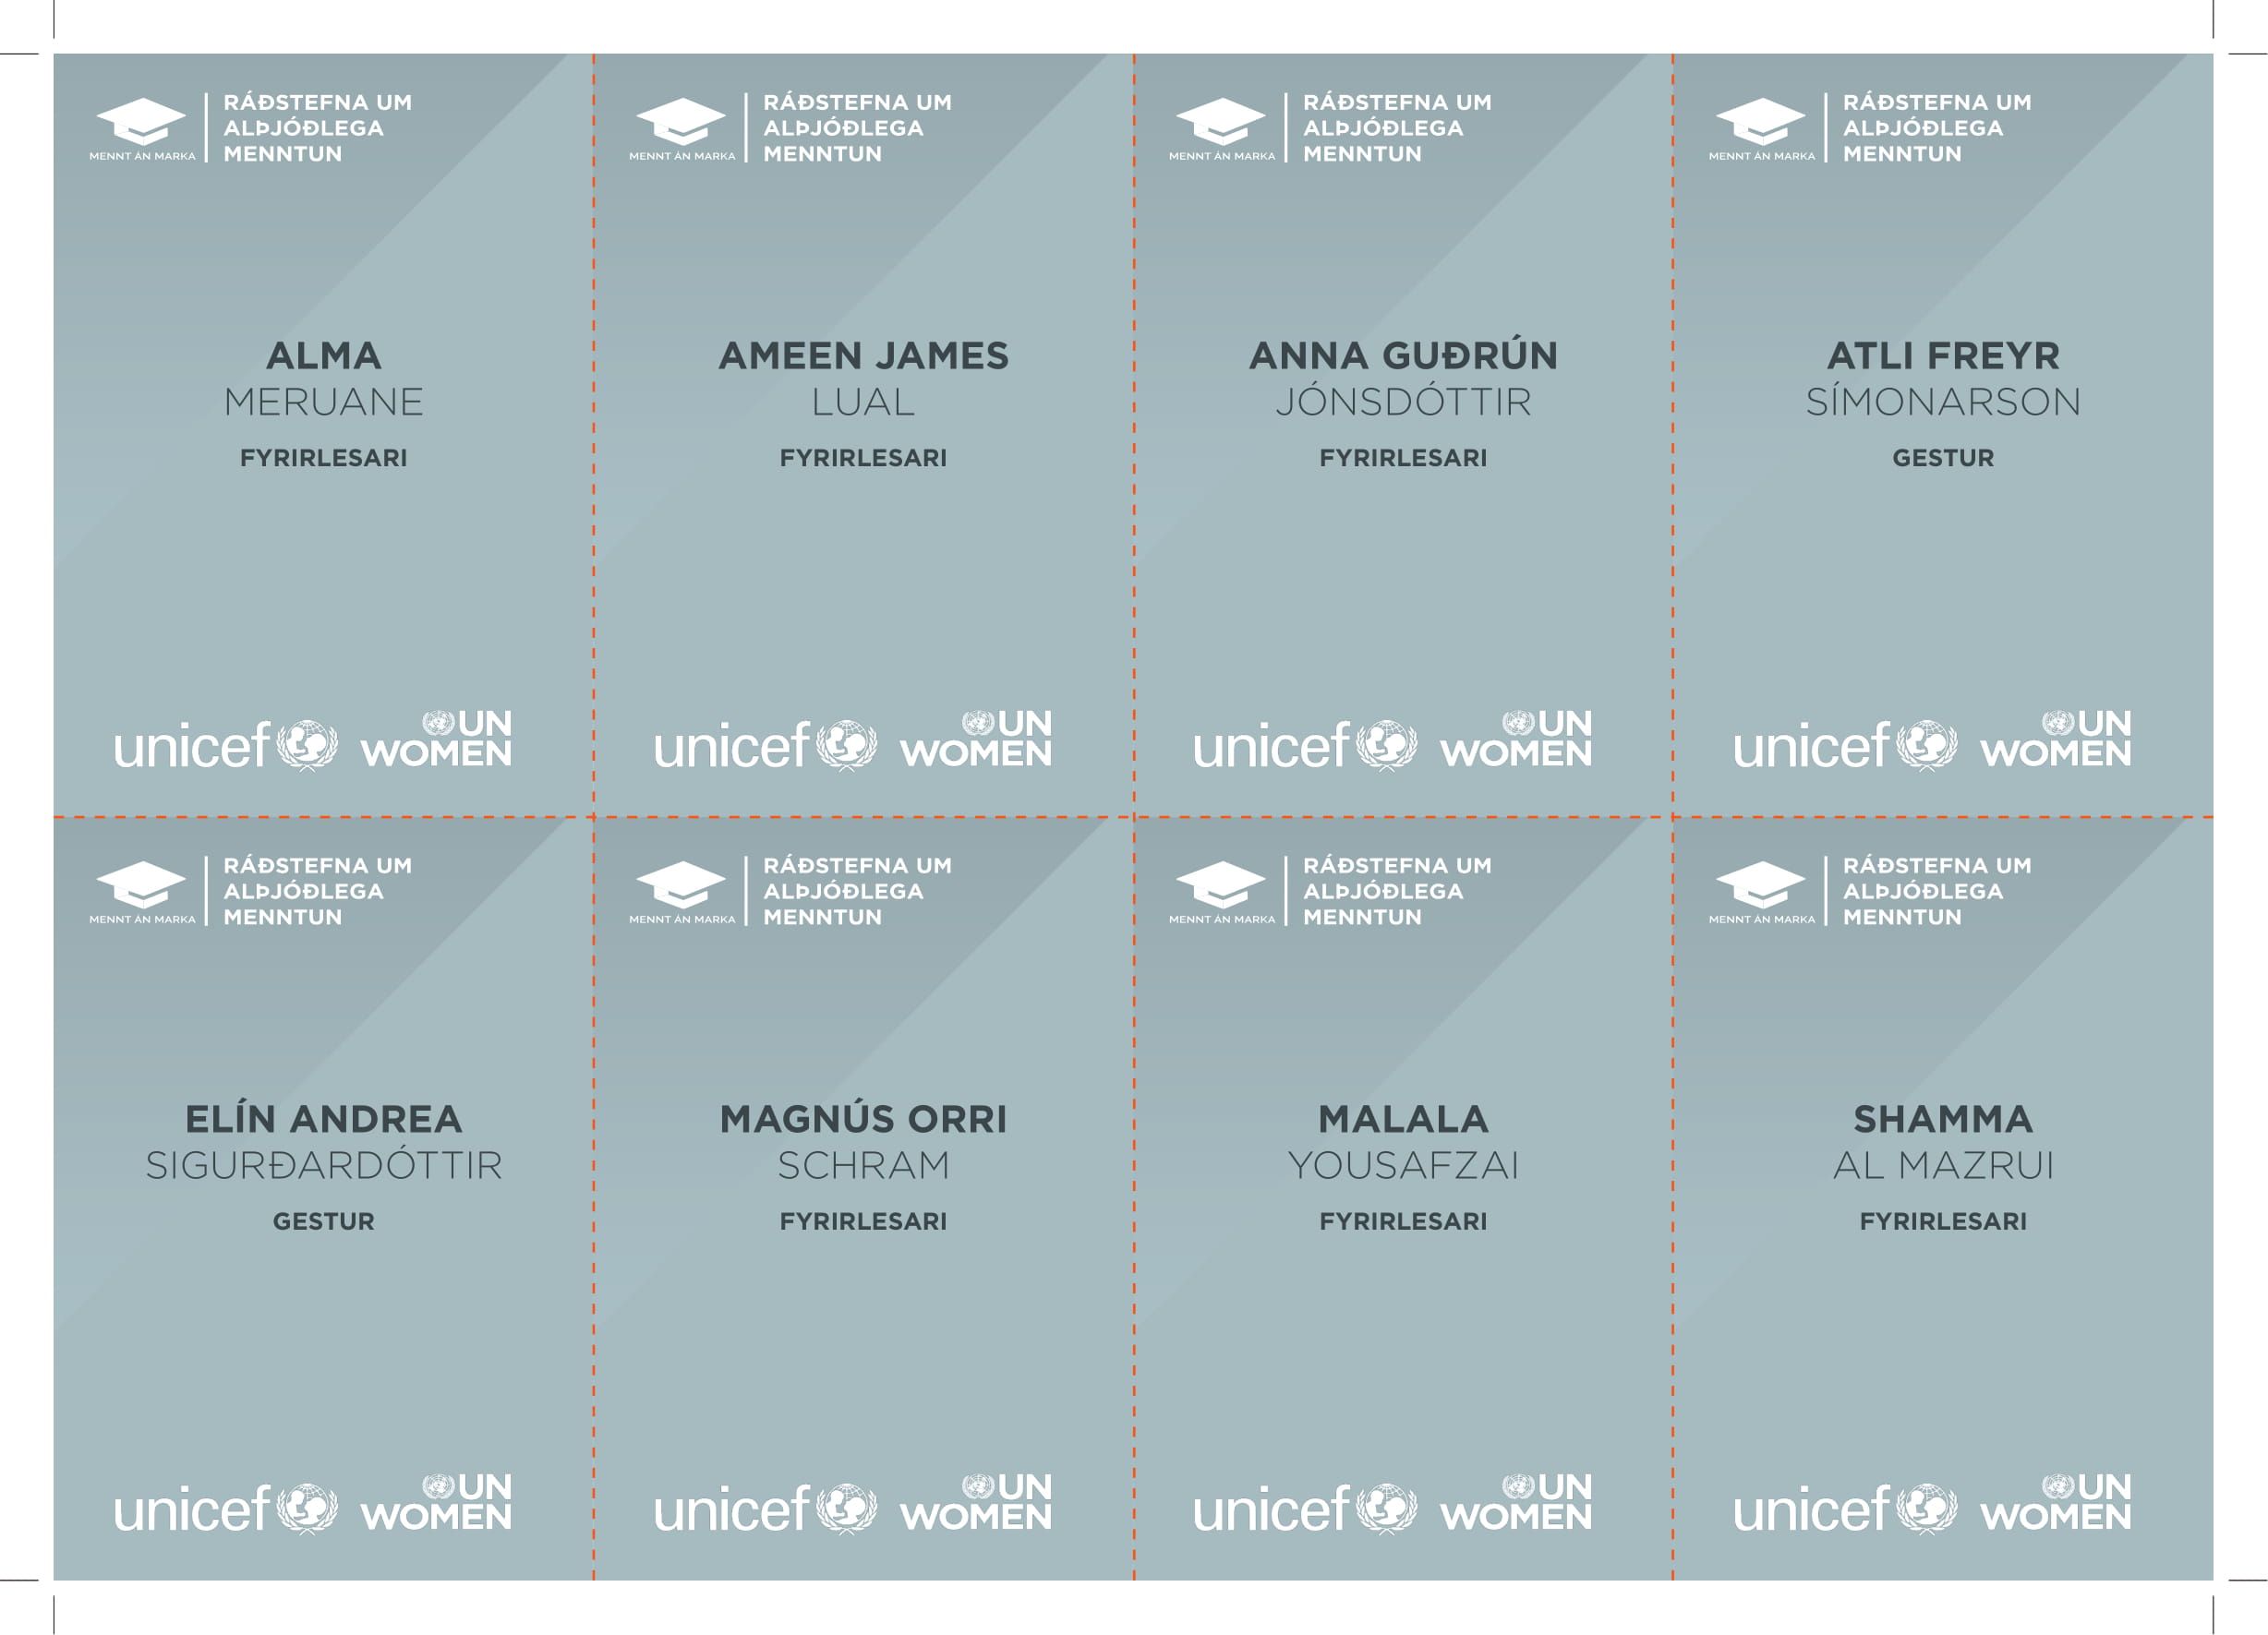 RÁÐSTEFNA UM
ALÞJÓÐLEGA
MENNTUN
MENNT ÁN MARKA
ALMA
MERUANE
FYRIRLESARI
unicef
UN
WOMEN
RÁÐSTEFNA UM
ALÞJÓÐLEGA
MENNTUN
MENNT ÁN MARKA
AMEEN JAMES
LUAL
FYRIRLESARI
unicef
UN
WOMEN
RÁÐSTEFNA UM
ALÞJÓÐLEGA
MENNTUN
MENNT ÁN MARKA
ANNA GUÐRÚN
JÓNSDÓTTIR
FYRIRLESARI
unicef
UN
WOMEN
RÁÐSTEFNA UM
ALÞJÓÐLEGA
MENNTUN
MENNT ÁN MARKA
ATLI FREYR
SÍMONARSON
GESTUR
unicef
UN
WOMEN
RÁÐSTEFNA UM
ALÞJÓÐLEGA
MENNTUN
MENNT ÁN MARKA
ELÍN ANDREA
SIGURÐARDÓTTIR
GESTUR
unicef
UN
WOMEN
RÁÐSTEFNA UM
ALÞJÓÐLEGA
MENNTUN
MENNT ÁN MARKA
MAGNÚS ORRI
SCHRAM
FYRIRLESARI
unicef
UN
WOMEN
RÁÐSTEFNA UM
ALÞJÓÐLEGA
MENNTUN
MENNT ÁN MARKA
MALALA
YOUSAFZAI
FYRIRLESARI
unicef
UN
WOMEN
RÁÐSTEFNA UM
ALÞJÓÐLEGA
MENNTUN
MENNT ÁN MARKA
SHAMMA
AL MAZRUI
FYRIRLESARI
unicef
UN
WOMEN